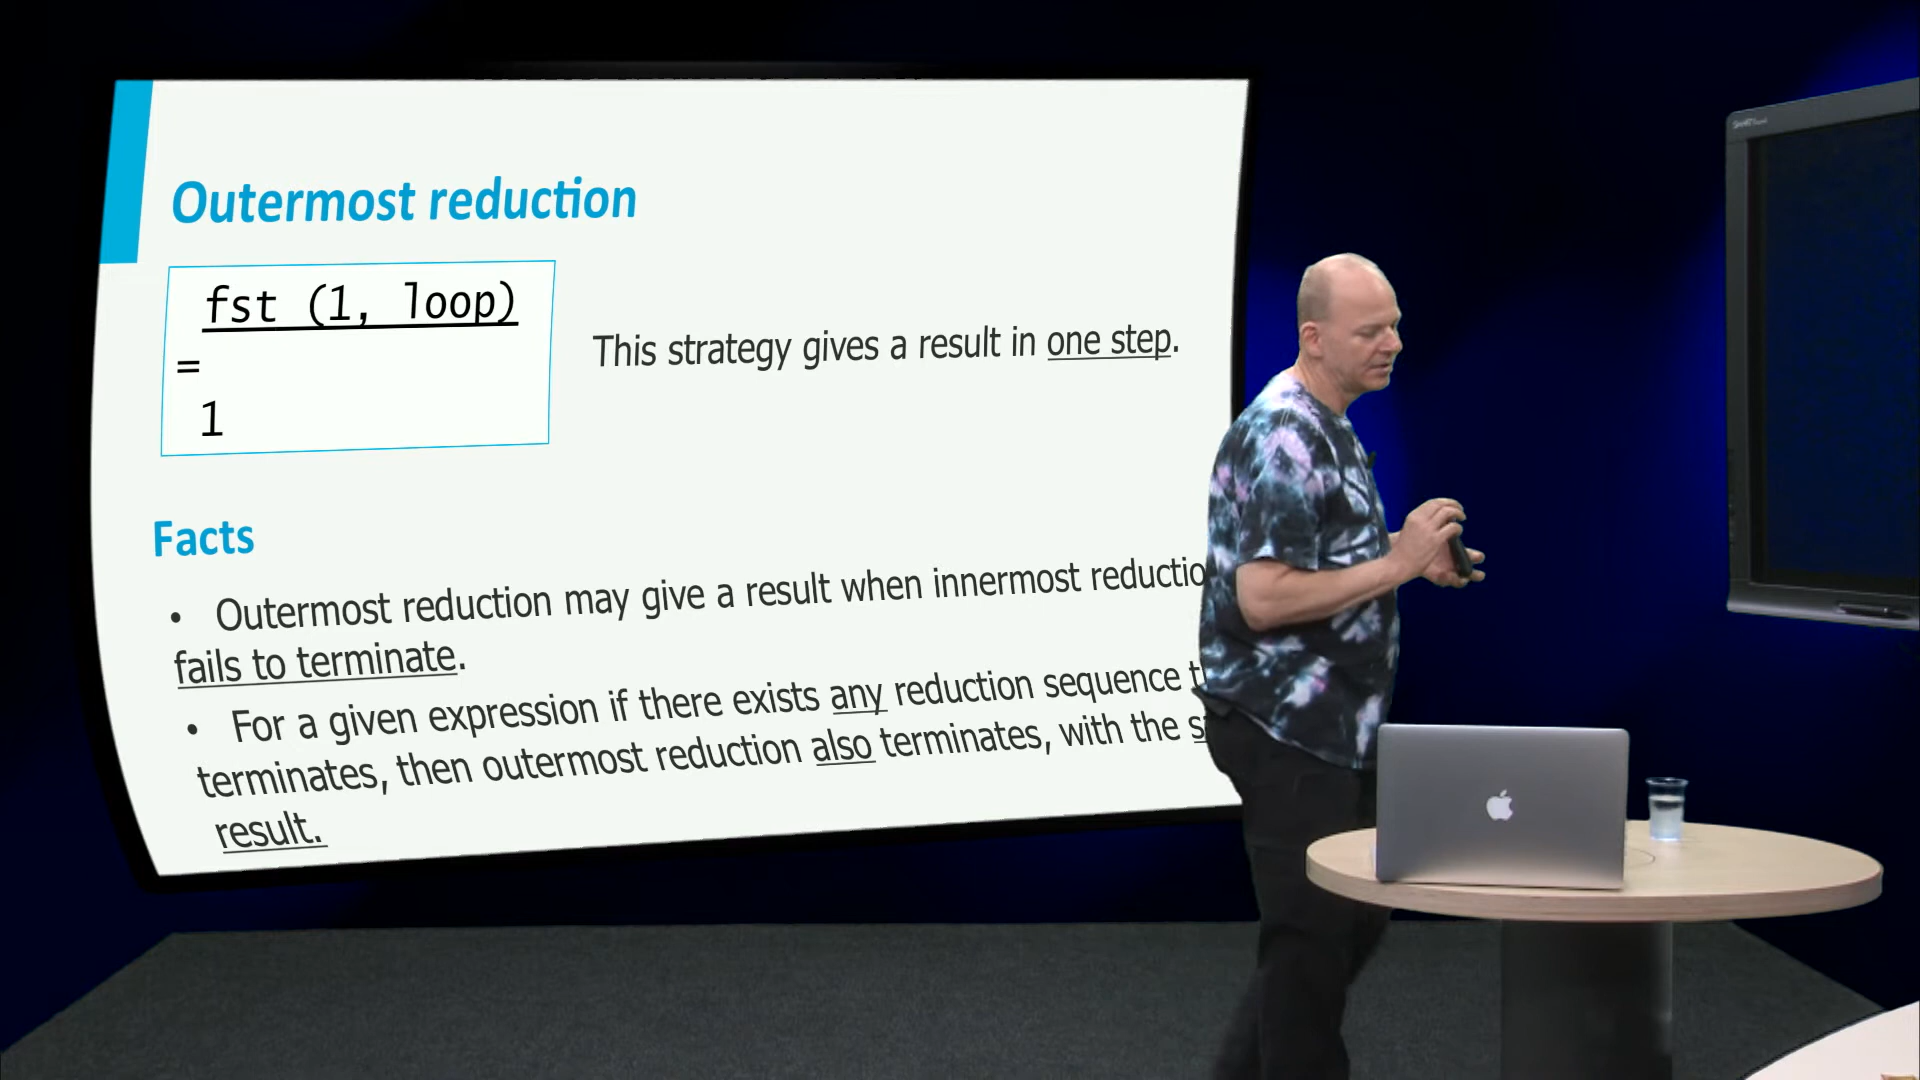 Outermost reduction
fst (1, loop)
=
1
This strategy gives a result in one step.
Facts
• Outermost reduction may give a result when innermost
fails to terminate.
• For a given expression if there exists any reduction sequence
terminates, then outermost reduction also terminates, with the
result.